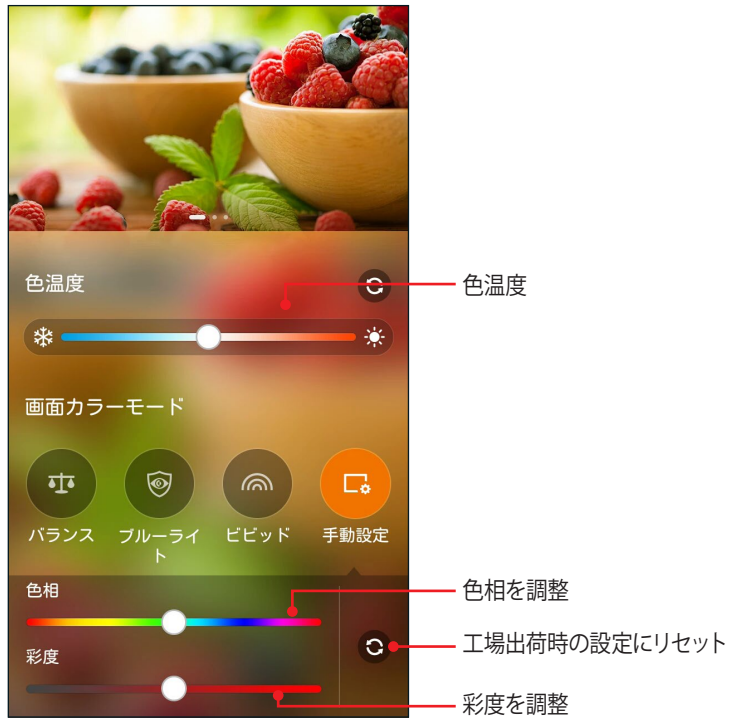 色温度
色温度
画面カラーモード
バランス
ブルーライ
ト
ビビッド
手動設定
色相
色相を調整
工場出荷時の設定にリセット
彩度
彩度を調整